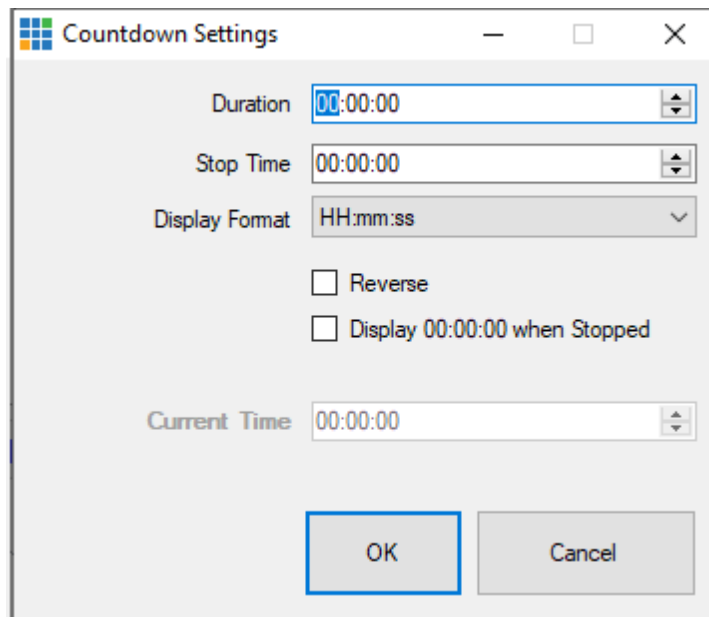 Countdown Settings
Duration 00:00:00
Stop Time 00:00:00
Display Format HH:mm:ss
Reverse
Display 00:00:00 when Stopped
Current Time 00:00:00
OK Cancel